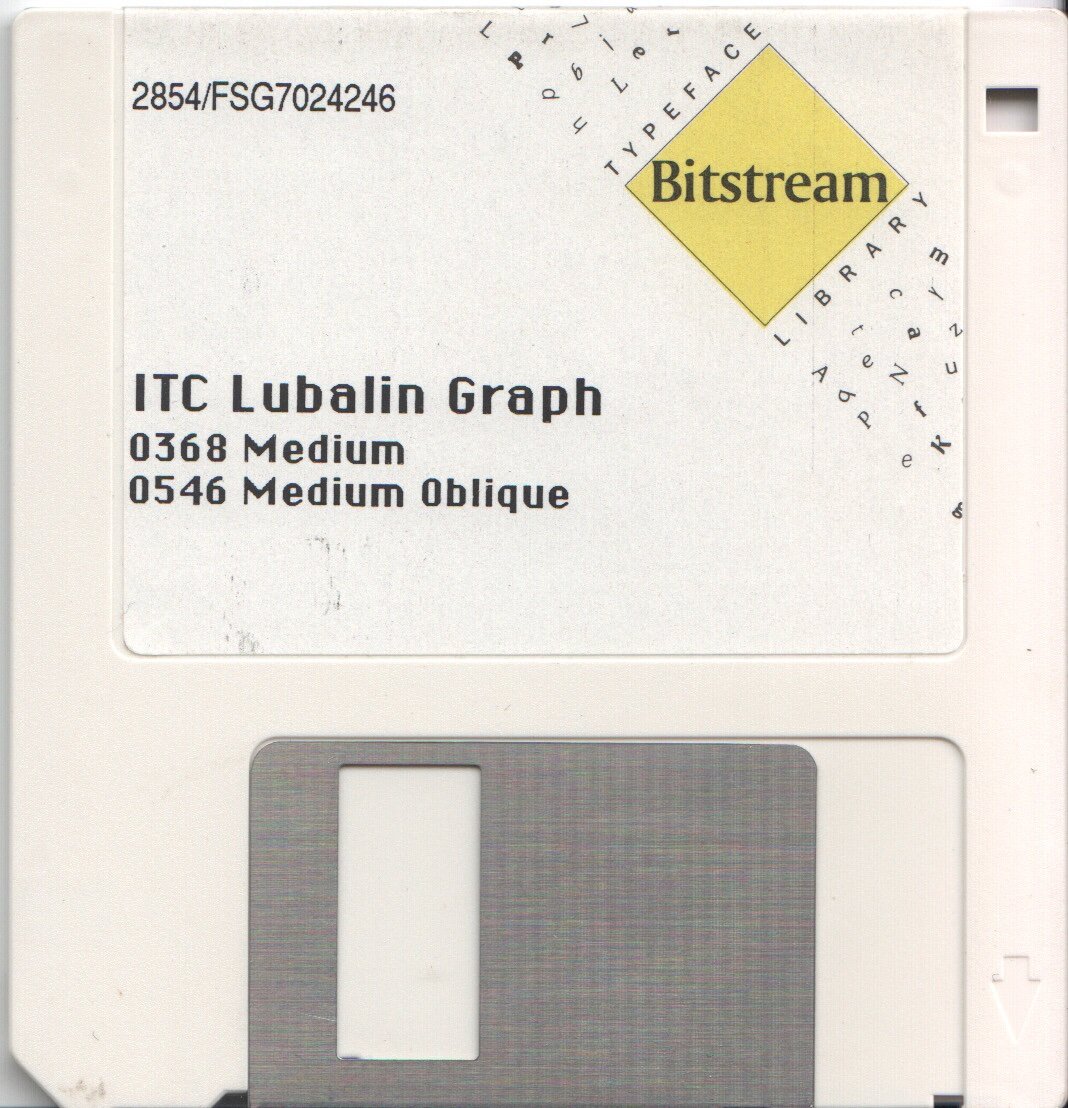 2854/FSG7024246
TYPEFACE
Bitstream
LIBRARY
ITC Lubalin Graph
0368 Medium
0546 Medium Oblique